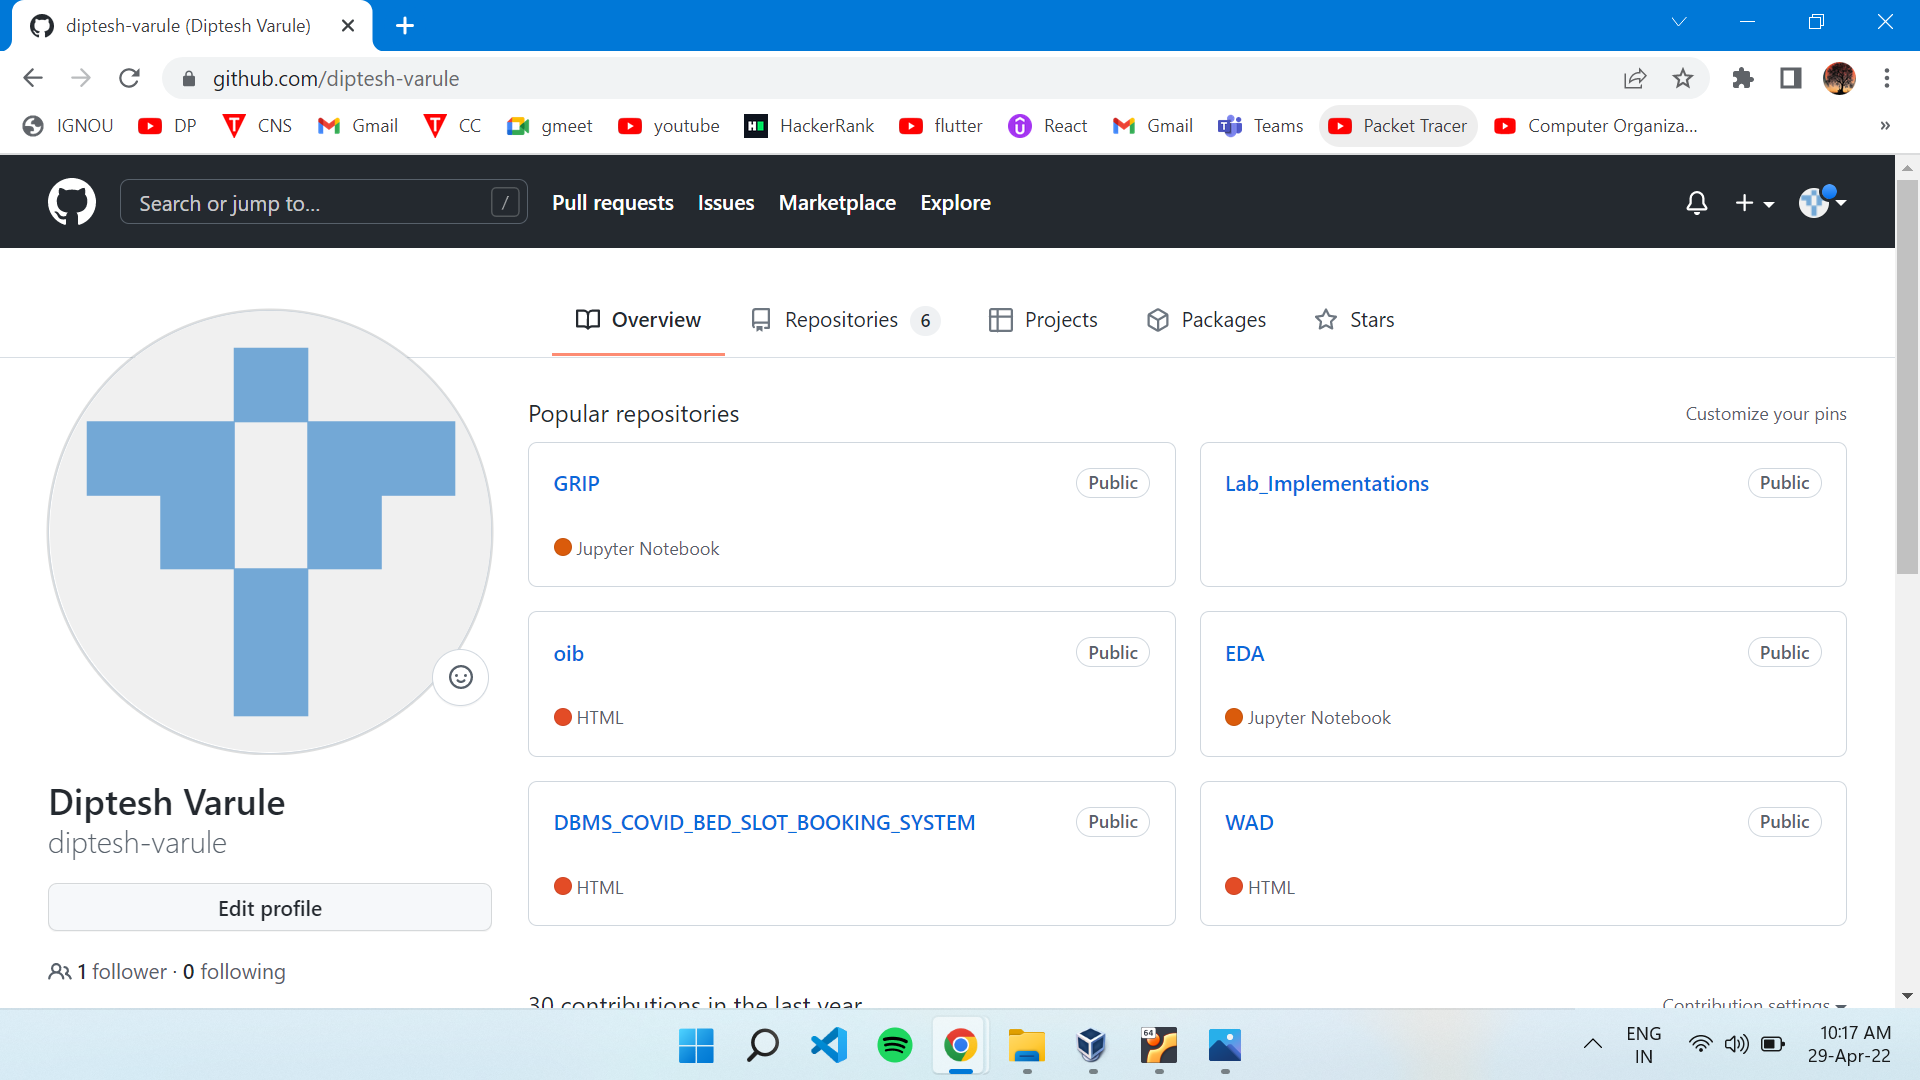 diptesh-varule (Diptesh Varule)
github.com/diptesh-varule
IGNOU DP CNS Gmail CC gmeet youtube HackerRank flutter React Gmail Teams Packet Tracer Computer Organiza... »
Search or jump to... / Pull requests Issues Marketplace Explore
Overview Repositories 6 Projects Packages Stars
Popular repositories Customize your pins
GRIP Public
Jupyter Notebook
Lab_Implementations Public
oib Public
HTML
EDA Public
Jupyter Notebook
DBMS_COVID_BED_SLOT_BOOKING_SYSTEM Public
HTML
WAD Public
HTML
Diptesh Varule
diptesh-varule
Edit profile
1 follower · 0 following
30 contributions in the last year Contribution settings
64
ENG
IN
10:17 AM
29-Apr-22